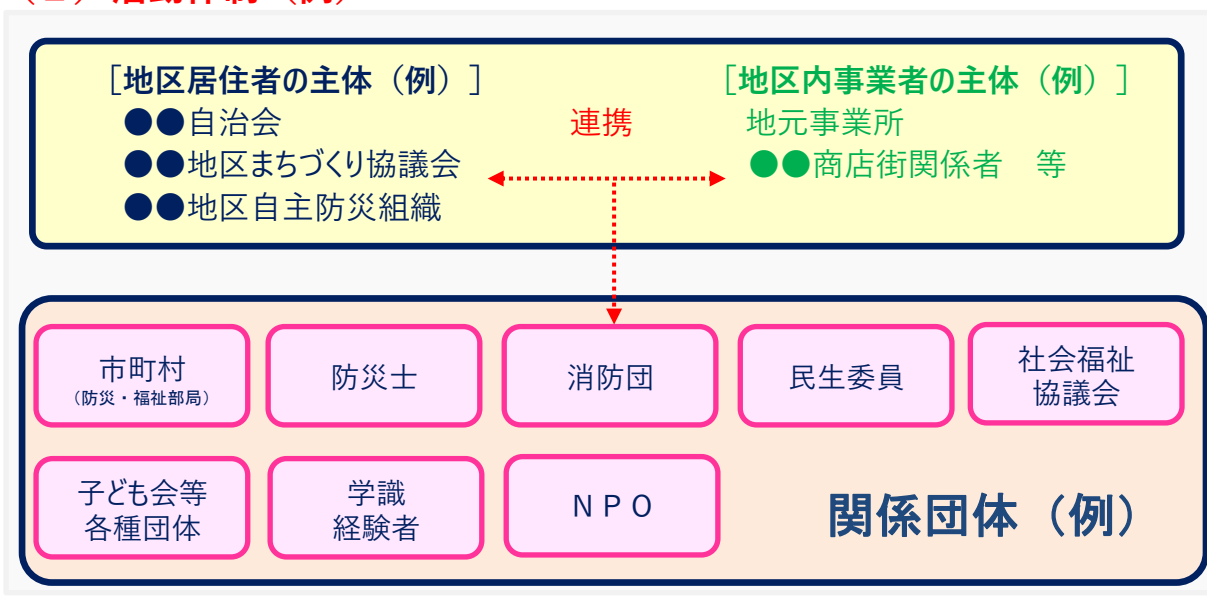 [地区居住者の主体（例）]
●●自治会
●●地区まちづくり協議会
●●地区自主防災組織
連携
[地区内事業者の主体（例）]
地元事業所
●●商店街関係者　等
市町村
（防災・福祉部局）
防災士
消防団
民生委員
社会福祉
協議会
子ども会等
各種団体
学識
経験者
ＮＰＯ
関係団体（例）